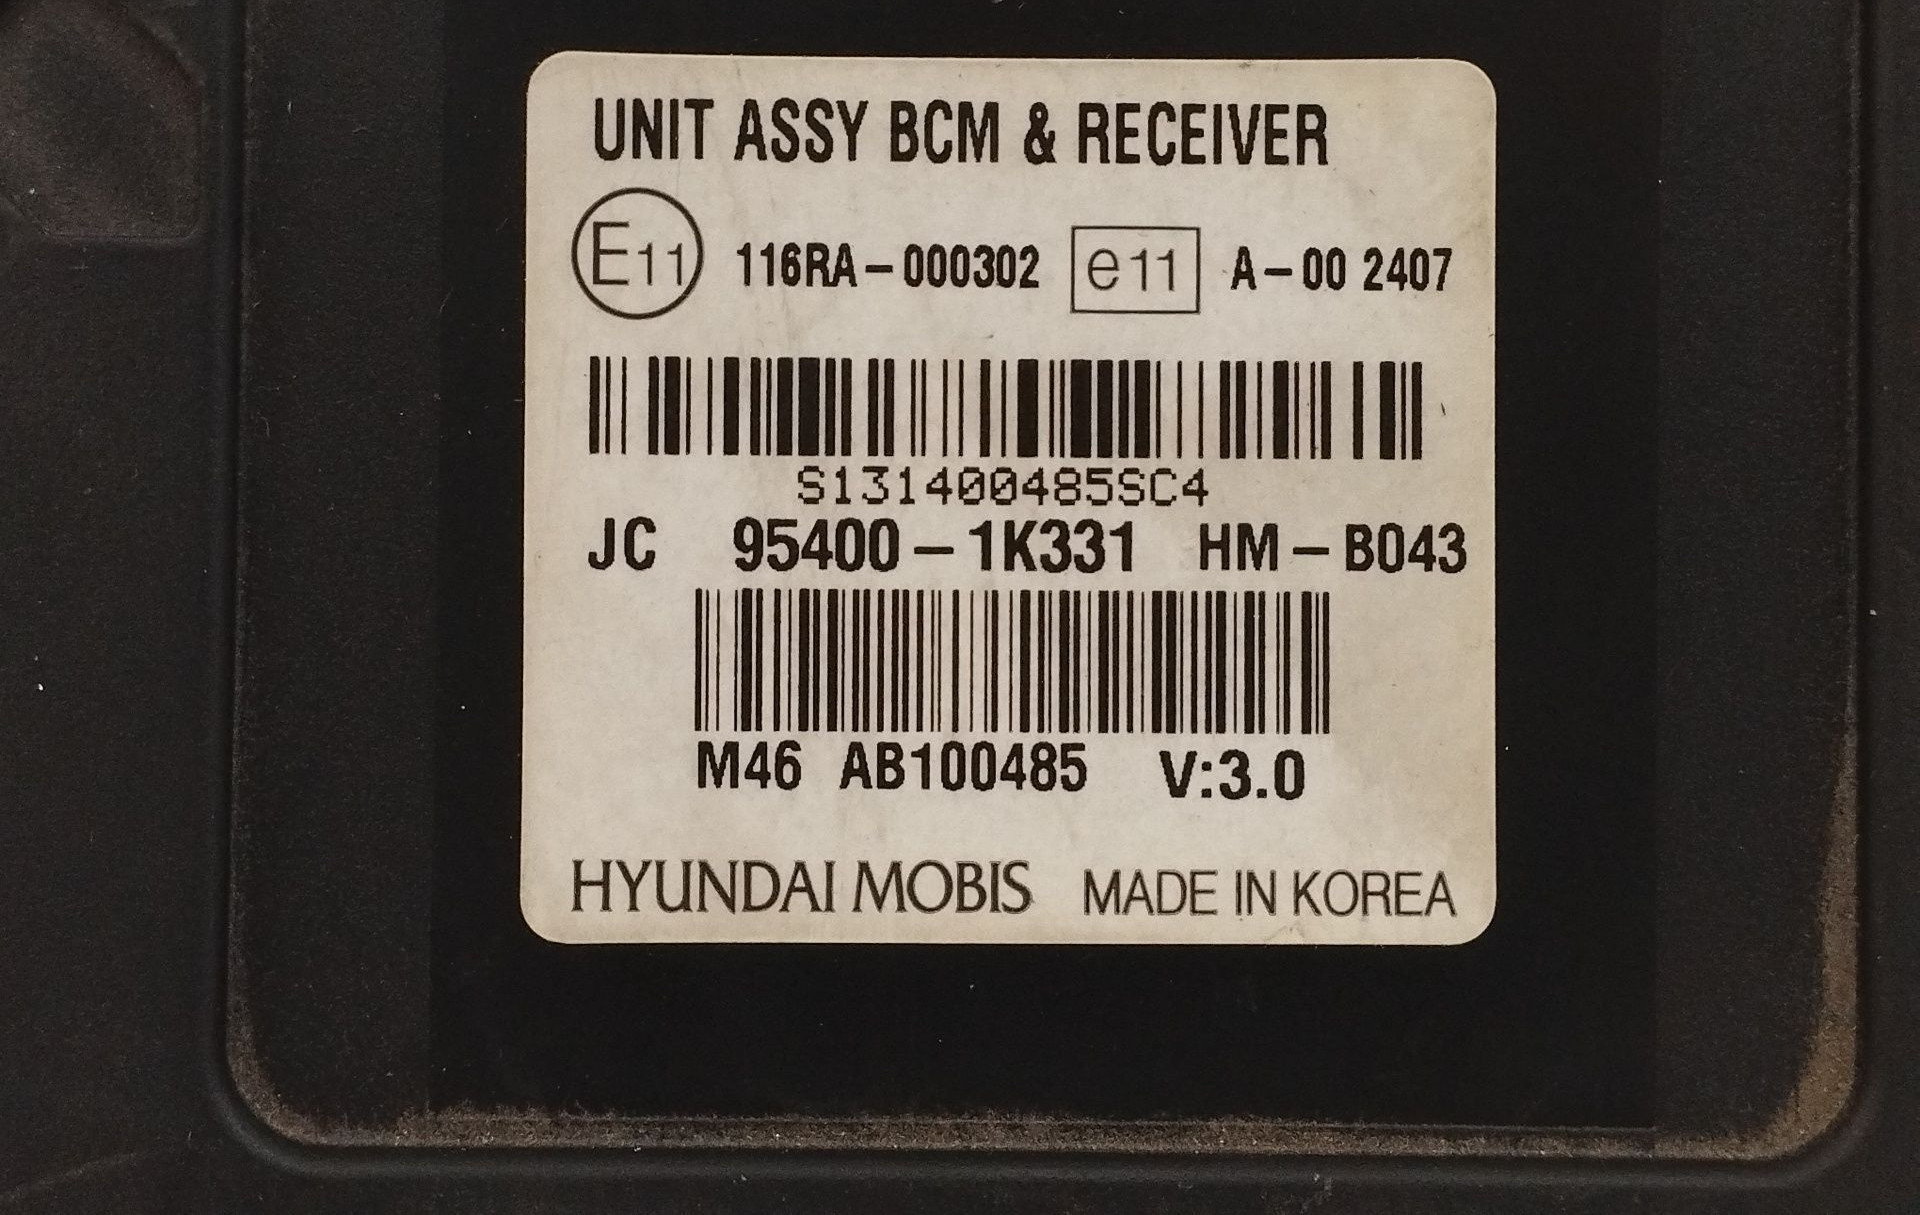 UNIT ASSY BCM & RECEIVER
E11 116RA-000302 e11 A-00 2407
S131400485SC4
JC 95400-1K331 HM-B043
M46 AB100485 V:3.0
HYUNDAI MOBIS MADE IN KOREA